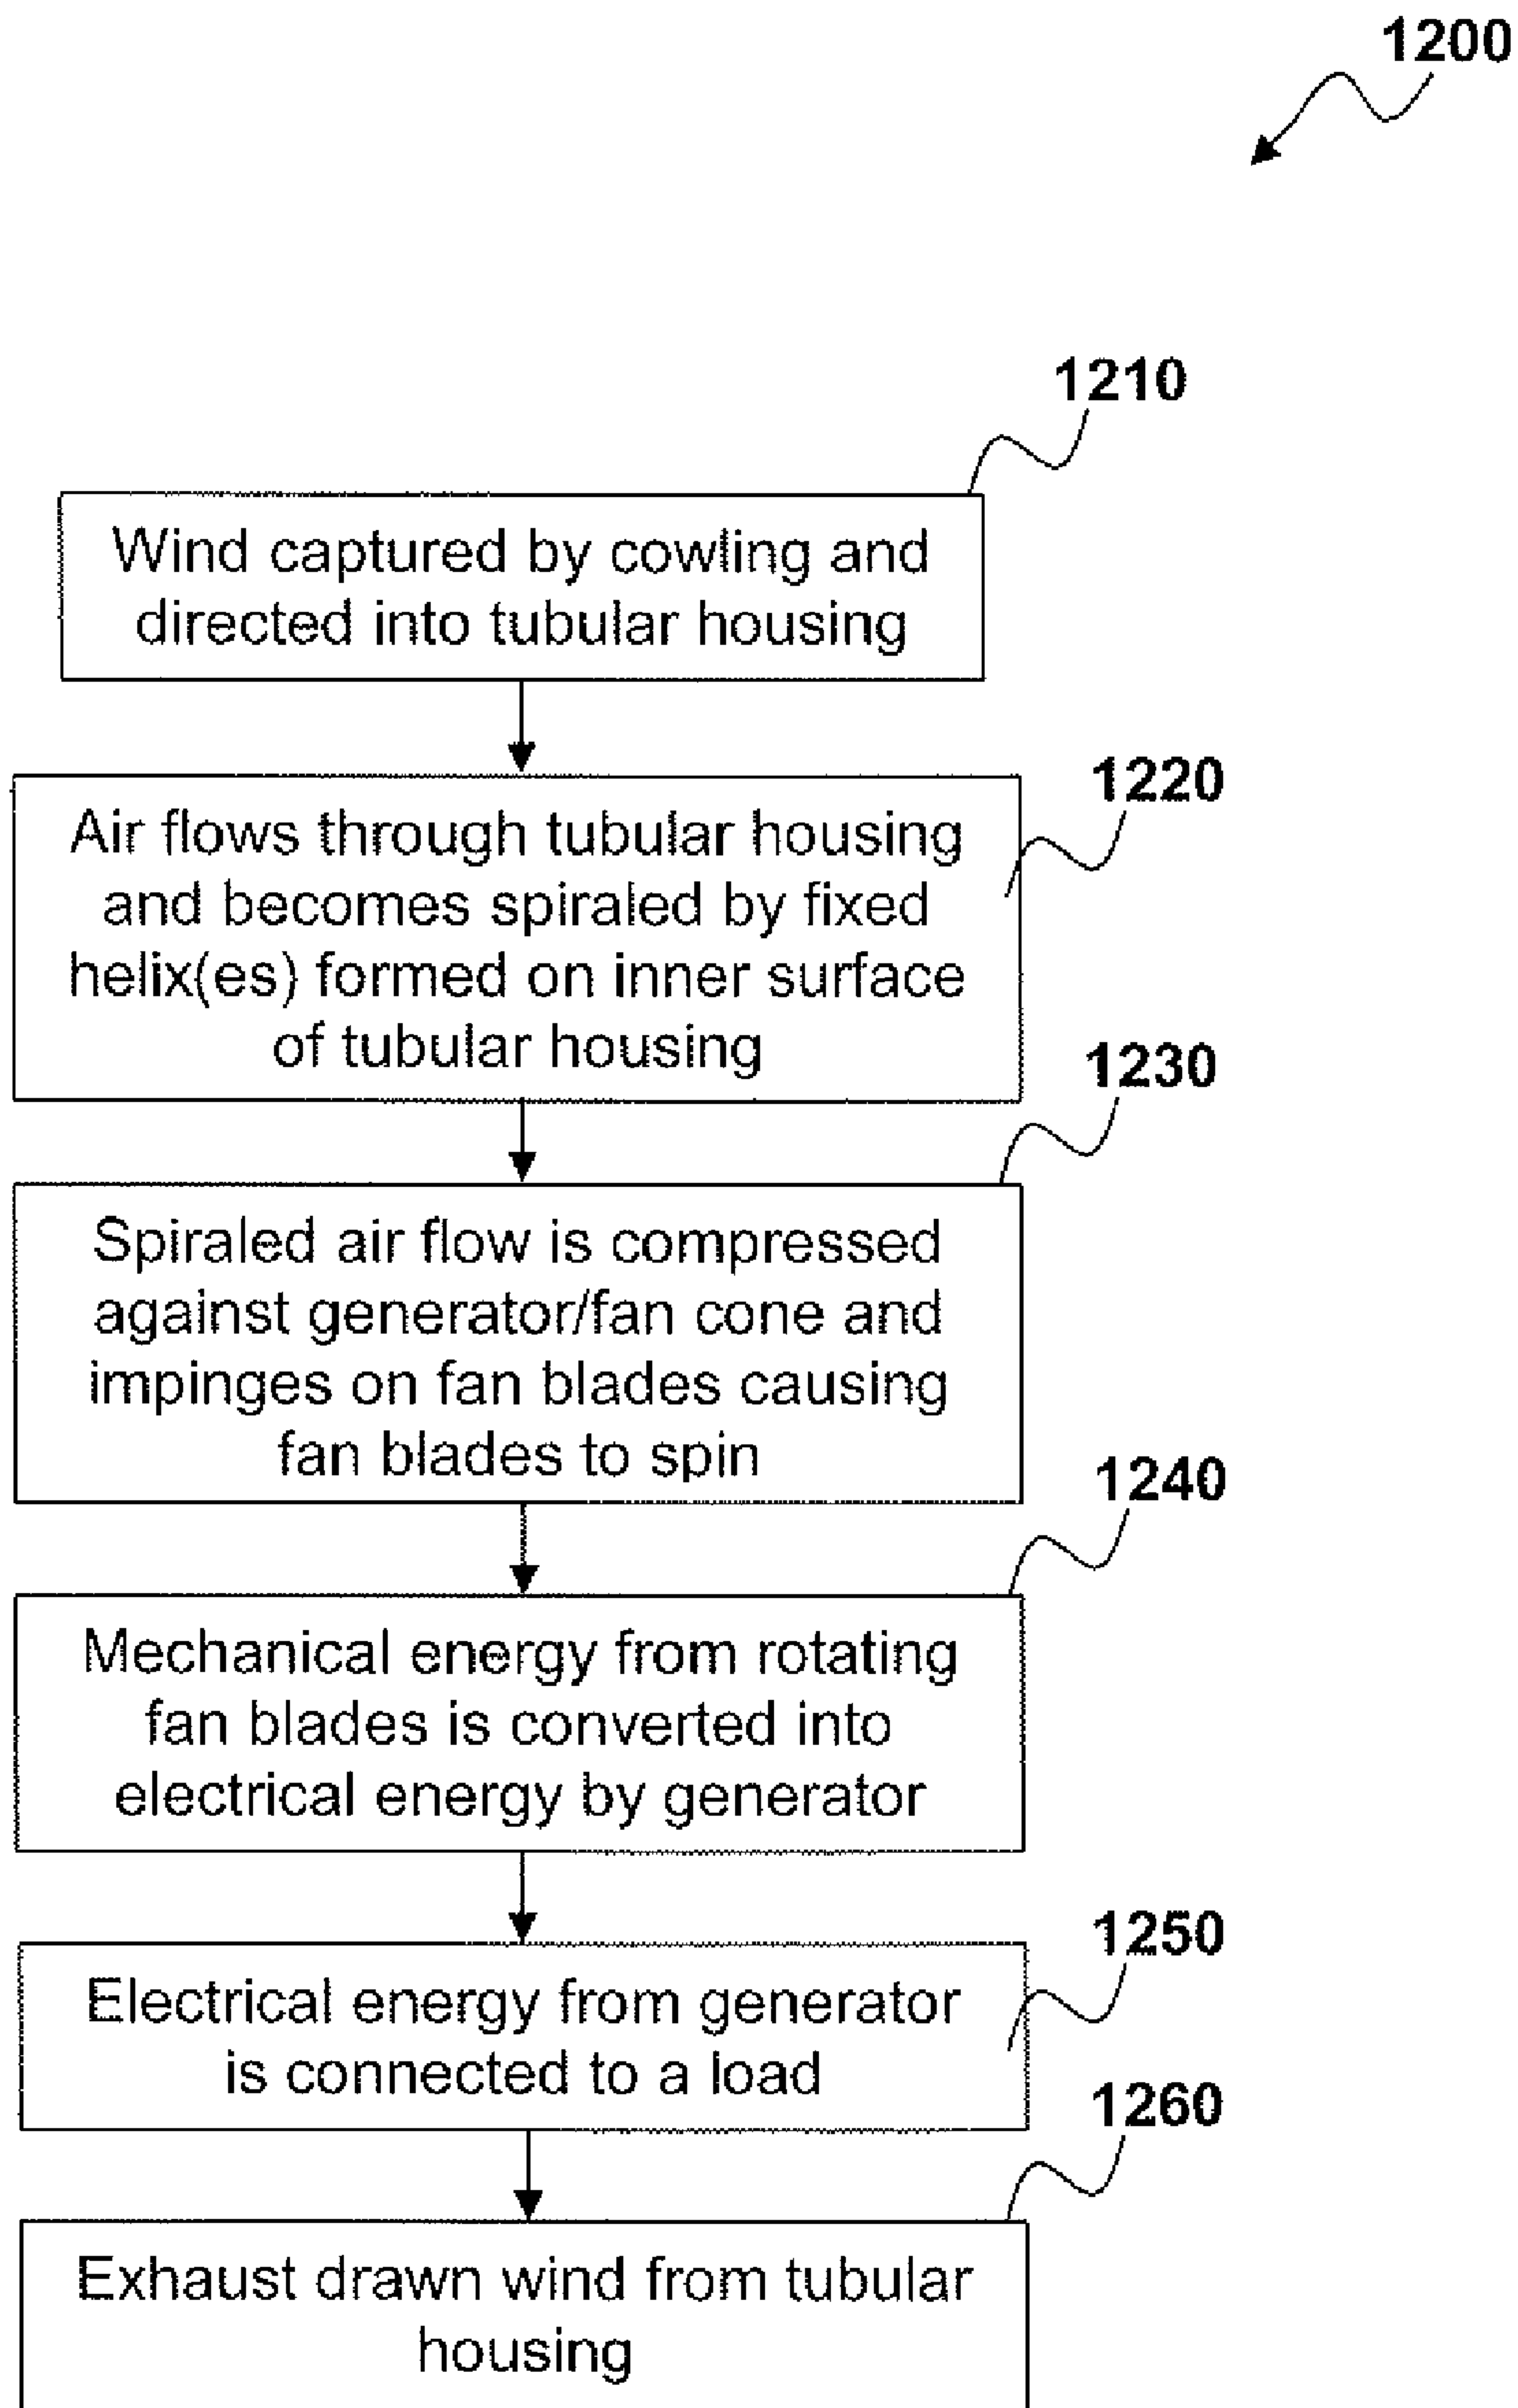 1200
1210
Wind captured by cowling and
directed into tubular housing
1220
Air flows through tubular housing
and becomes spiraled by fixed
helix(es) formed on inner surface
of tubular housing
1230
Spiraled air flow is compressed
against generator/fan cone and
impinges on fan blades causing
fan blades to spin
1240
Mechanical energy from rotating
fan blades is converted into
electrical energy by generator
1250
Electrical energy from generator
is connected to a load
1260
Exhaust drawn wind from tubular
housing